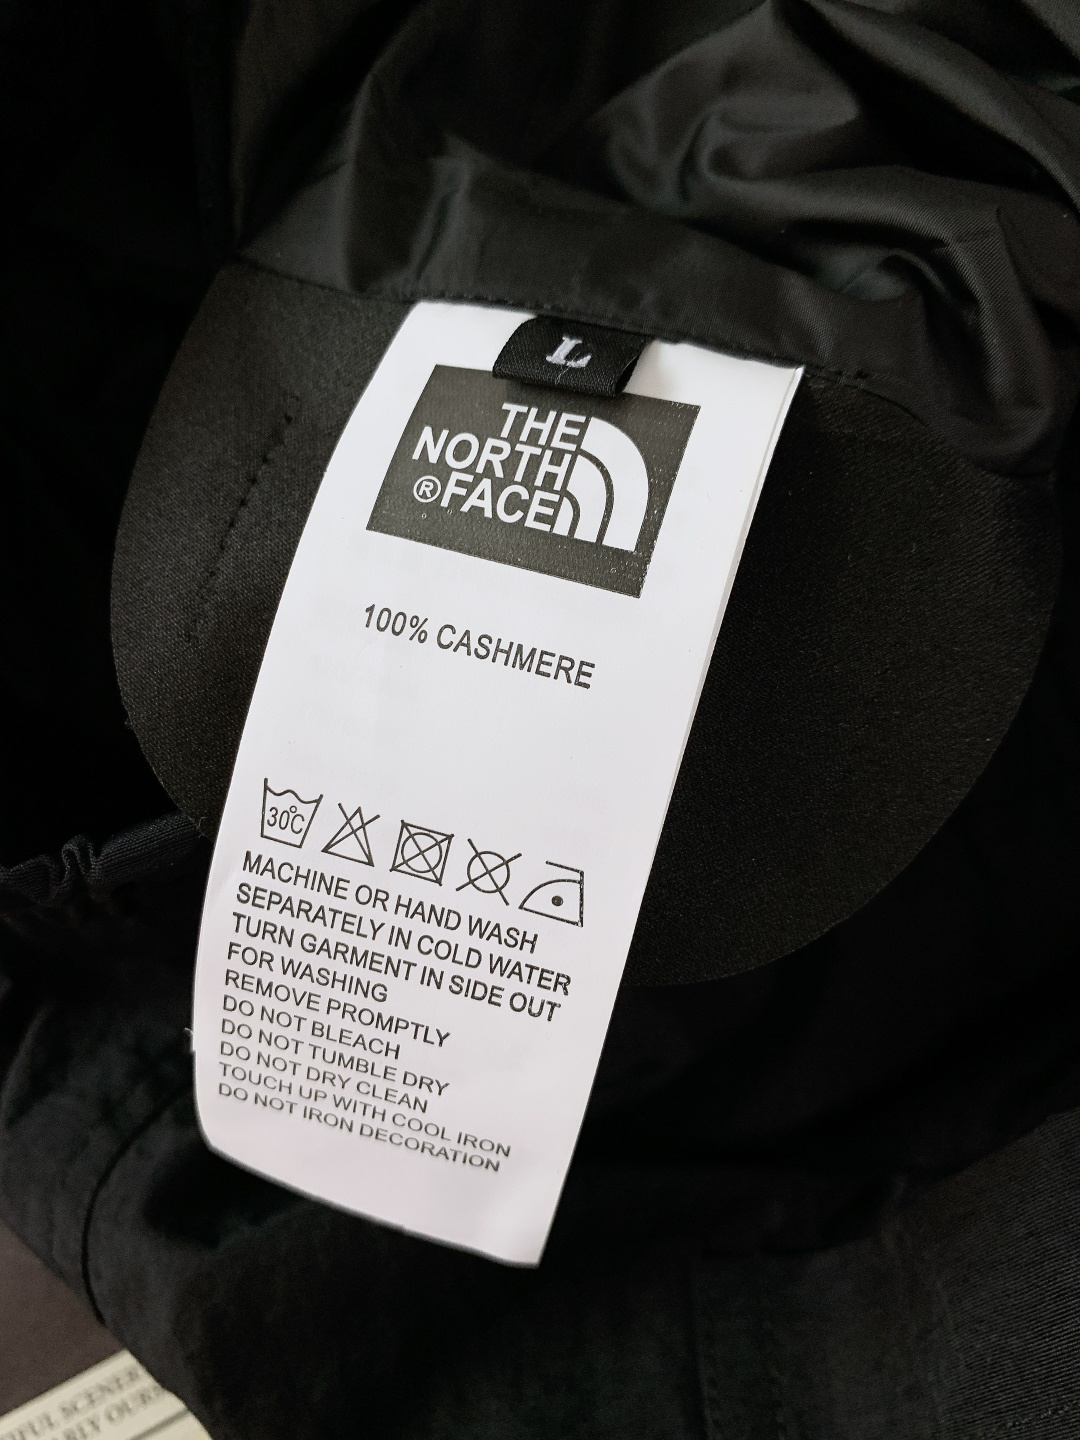 L
THE
NORTH
®FACE
100% CASHMERE
30°C
MACHINE OR HAND WASH
SEPARATELY IN COLD WATER
TURN GARMENT IN SIDE OUT
FOR WASHING
REMOVE PROMPTLY
DO NOT BLEACH
DO NOT TUMBLE DRY
DO NOT DRY CLEAN
TOUCH UP WITH COOL IRON
DO NOT IRON DECORATION